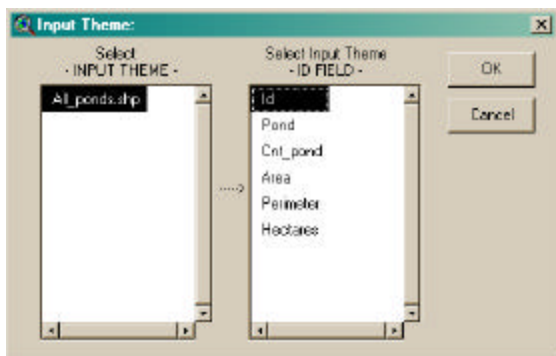 Input Theme:
Select
- INPUT THEME -
Select Input Theme
- ID FIELD -
OK
Cancel
All_ponds.shp
Id
Pond
Cnt_pond
Area
Perimeter
Hectares